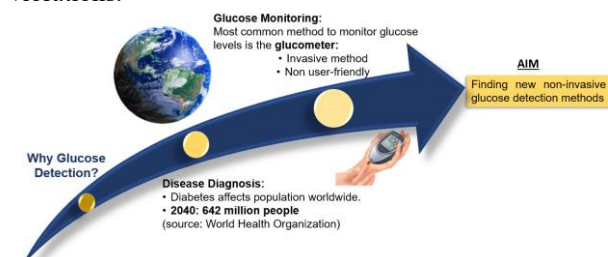 Glucose Monitoring:
Most common method to monitor glucose
levels is the glucometer:
• Invasive method
• Non user-friendly
AIM
Finding new non-invasive
glucose detection methods
Why Glucose
Detection?
Disease Diagnosis:
• Diabetes affects population worldwide.
• 2040: 642 million people
(source: World Health Organization)